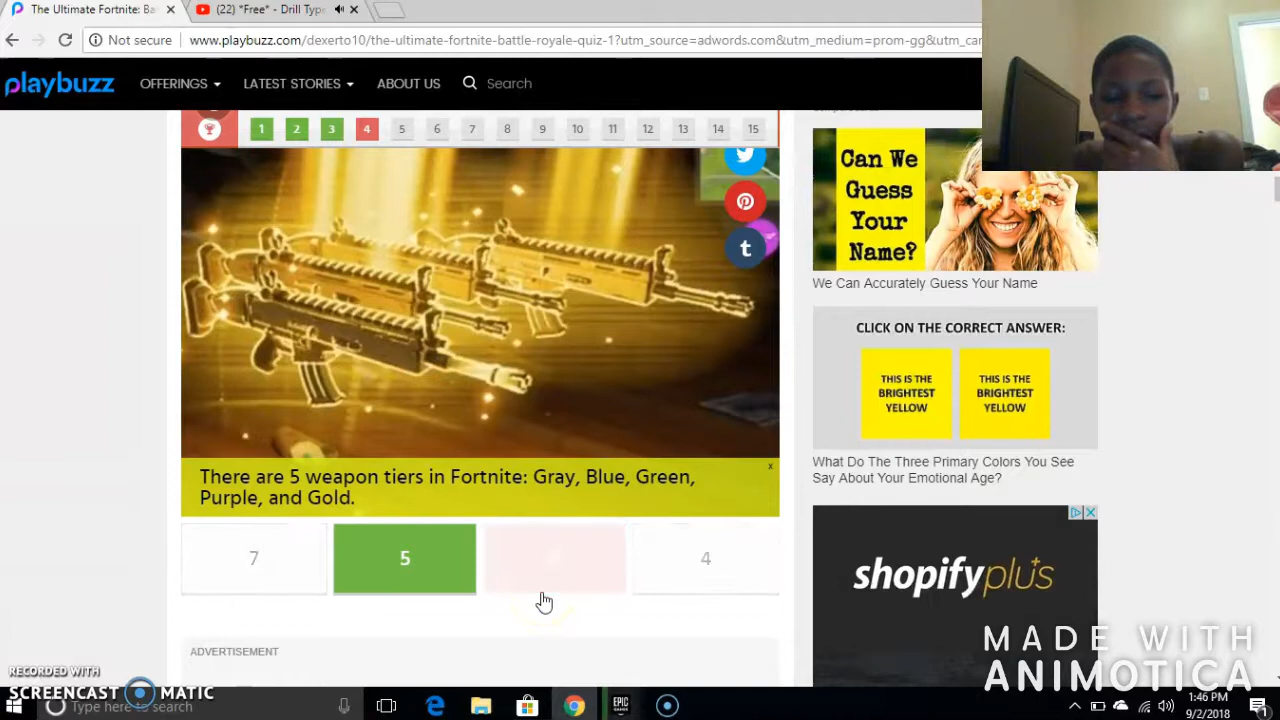 The Ultimate Fortnite: Ba
(22) *Free* - Drill Typ
Not secure
www.playbuzz.com/dexerto10/the-ultimate-fortnite-battle-royale-quiz-1?utm_source=adwords.com&utm_medium=prom-gg&utm_can
playbuzz
OFFERINGS
LATEST STORIES
ABOUT US
Search
1 2 3 4 5 6 7 8 9 10 11 12 13 14 15
Can We
Guess
Your
Name?
We Can Accurately Guess Your Name
CLICK ON THE CORRECT ANSWER:
THIS IS THE
BRIGHTEST
YELLOW
THIS IS THE
BRIGHTEST
YELLOW
What Do The Three Primary Colors You See
Say About Your Emotional Age?
There are 5 weapon tiers in Fortnite: Gray, Blue, Green,
Purple, and Gold.
x
7
5
4
shopifyplus
ADVERTISEMENT
MADE WITH
ANIMOTICA
RECORDED WITH
SCREENCAST MATIC
Type here to search
EPIC
GAMES
1:46 PM
9/2/2018